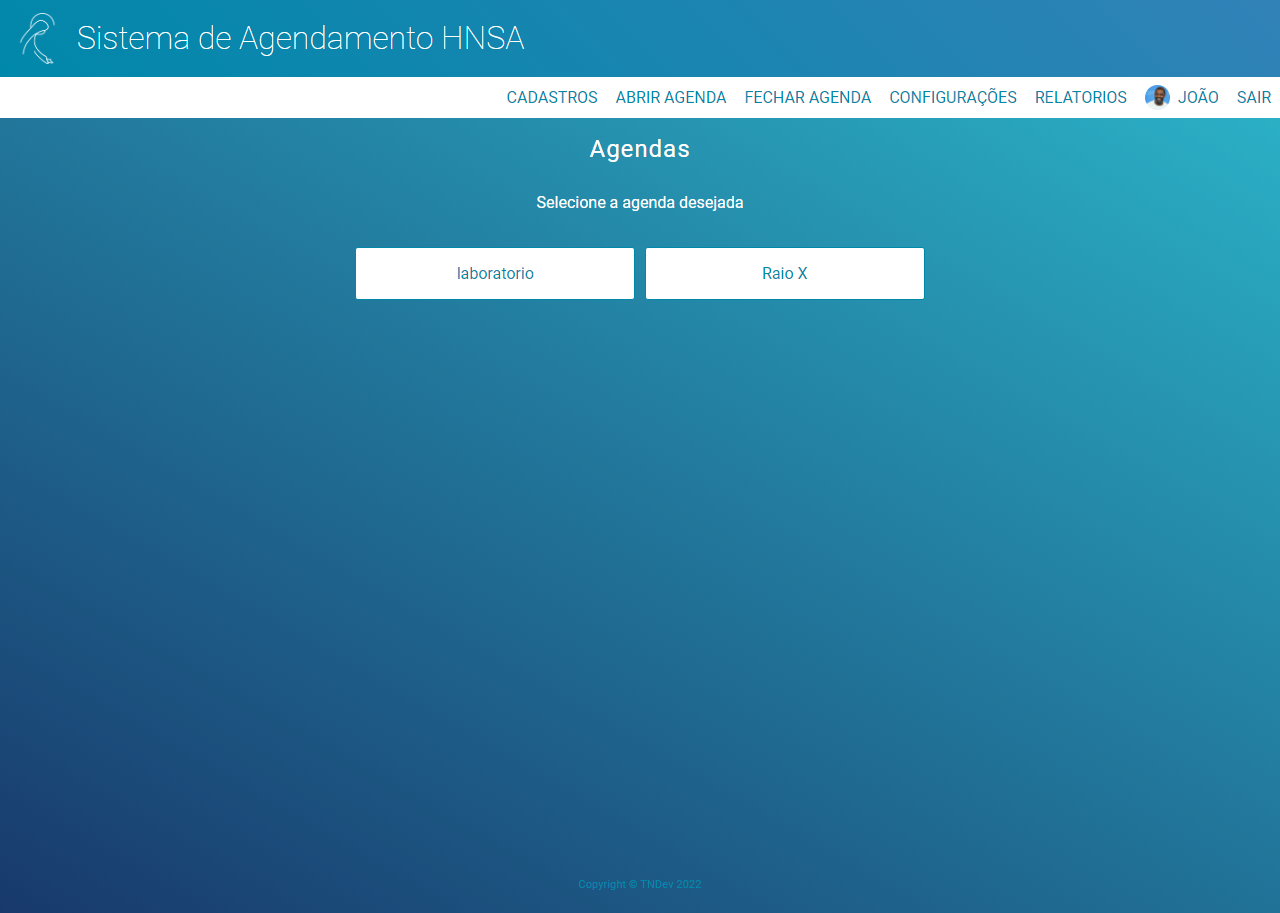 Sistema de Agendamento HNSA
CADASTROS ABRIR AGENDA FECHAR AGENDA CONFIGURAÇÕES RELATORIOS JOÃO SAIR
Agendas
Selecione a agenda desejada
laboratorio Raio X
Copyright © TNDev 2022